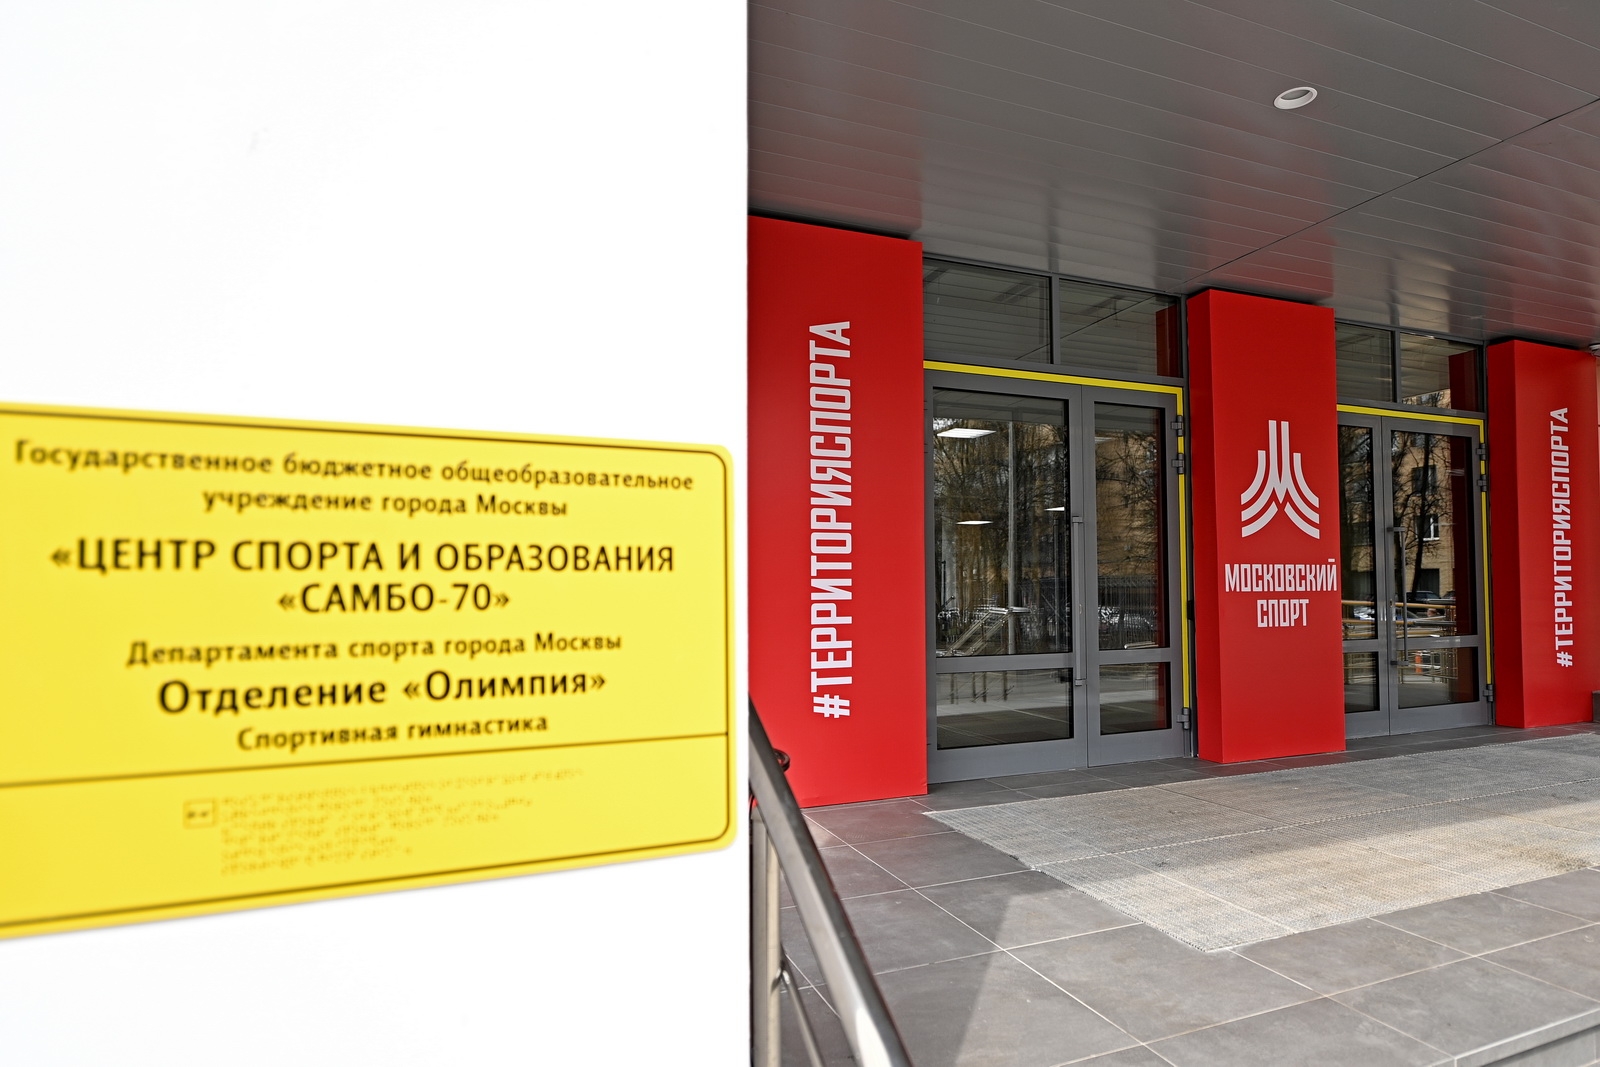 Государственное бюджетное общеобразовательное
учреждение города Москвы
«ЦЕНТР СПОРТА И ОБРАЗОВАНИЯ
«САМБО-70»
Департамента спорта города Москвы
Отделение «Олимпия»
Спортивная гимнастика
#ТЕРРИТОРИЯСПОРТА
МОСКОВСКИЙ
СПОРТ
#ТЕРРИТОРИЯСПОРТА